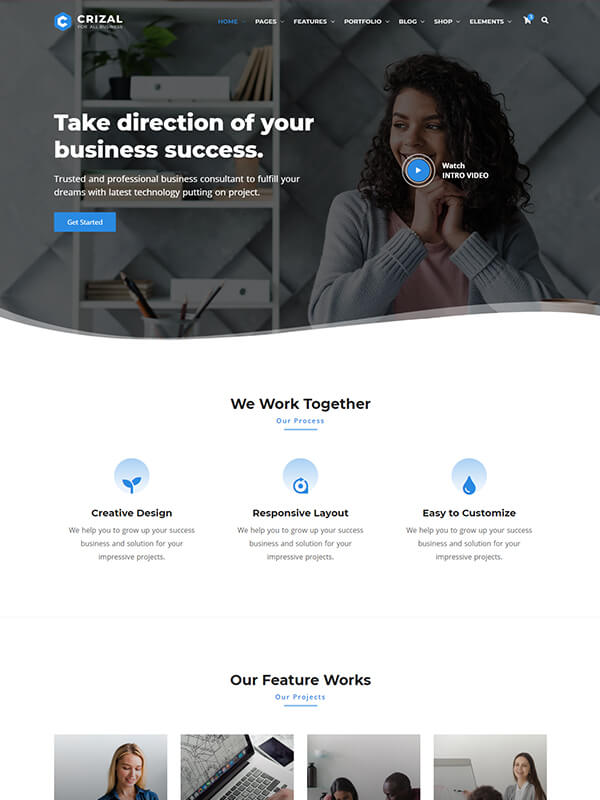 CRIZAL
FOR ALL BUSINESS
HOME PAGES FEATURES PORTFOLIO BLOG SHOP ELEMENTS
Take direction of your
business success.
Trusted and professional business consultant to fulfill your
dreams with latest technology putting on project.
Get Started
Watch
INTRO VIDEO
We Work Together
Our Process
Creative Design
We help you to grow up your success
business and solution for your
impressive projects.
Responsive Layout
We help you to grow up your success
business and solution for your
impressive projects.
Easy to Customize
We help you to grow up your success
business and solution for your
impressive projects.
Our Feature Works
Our Projects